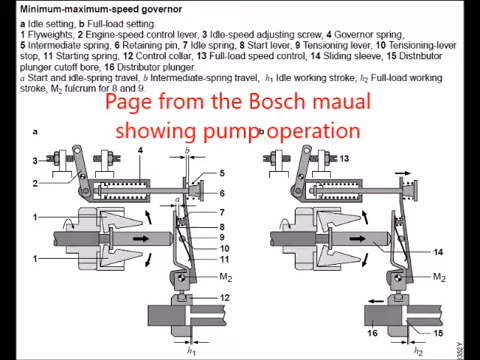 Minimum-maximum-speed governor
a Idle setting, b Full-load setting.
1 Flyweights, 2 Engine-speed control lever, 3 Idle-speed adjusting screw, 4 Governor spring,
5 Intermediate spring, 6 Retaining pin, 7 Idle spring, 8 Start lever, 9 Tensioning lever, 10 Tensioning-lever
stop, 11 Starting spring, 12 Control collar, 13 Full-load speed control, 14 Sliding sleeve, 15 Distributor
plunger cutoff bore, 16 Distributor plunger.
a Start and idle-spring travel, b Intermediate-spring travel, h1 Idle working stroke, h2 Full-load working
stroke, M2 fulcrum for 8 and 9.
Page from the Bosch maual
showing pump operation
a
b
4
b
3
13
5
2
6
a
7
1
8
9
10
14
1
11
M2
M2
12
16
15
h1
h2